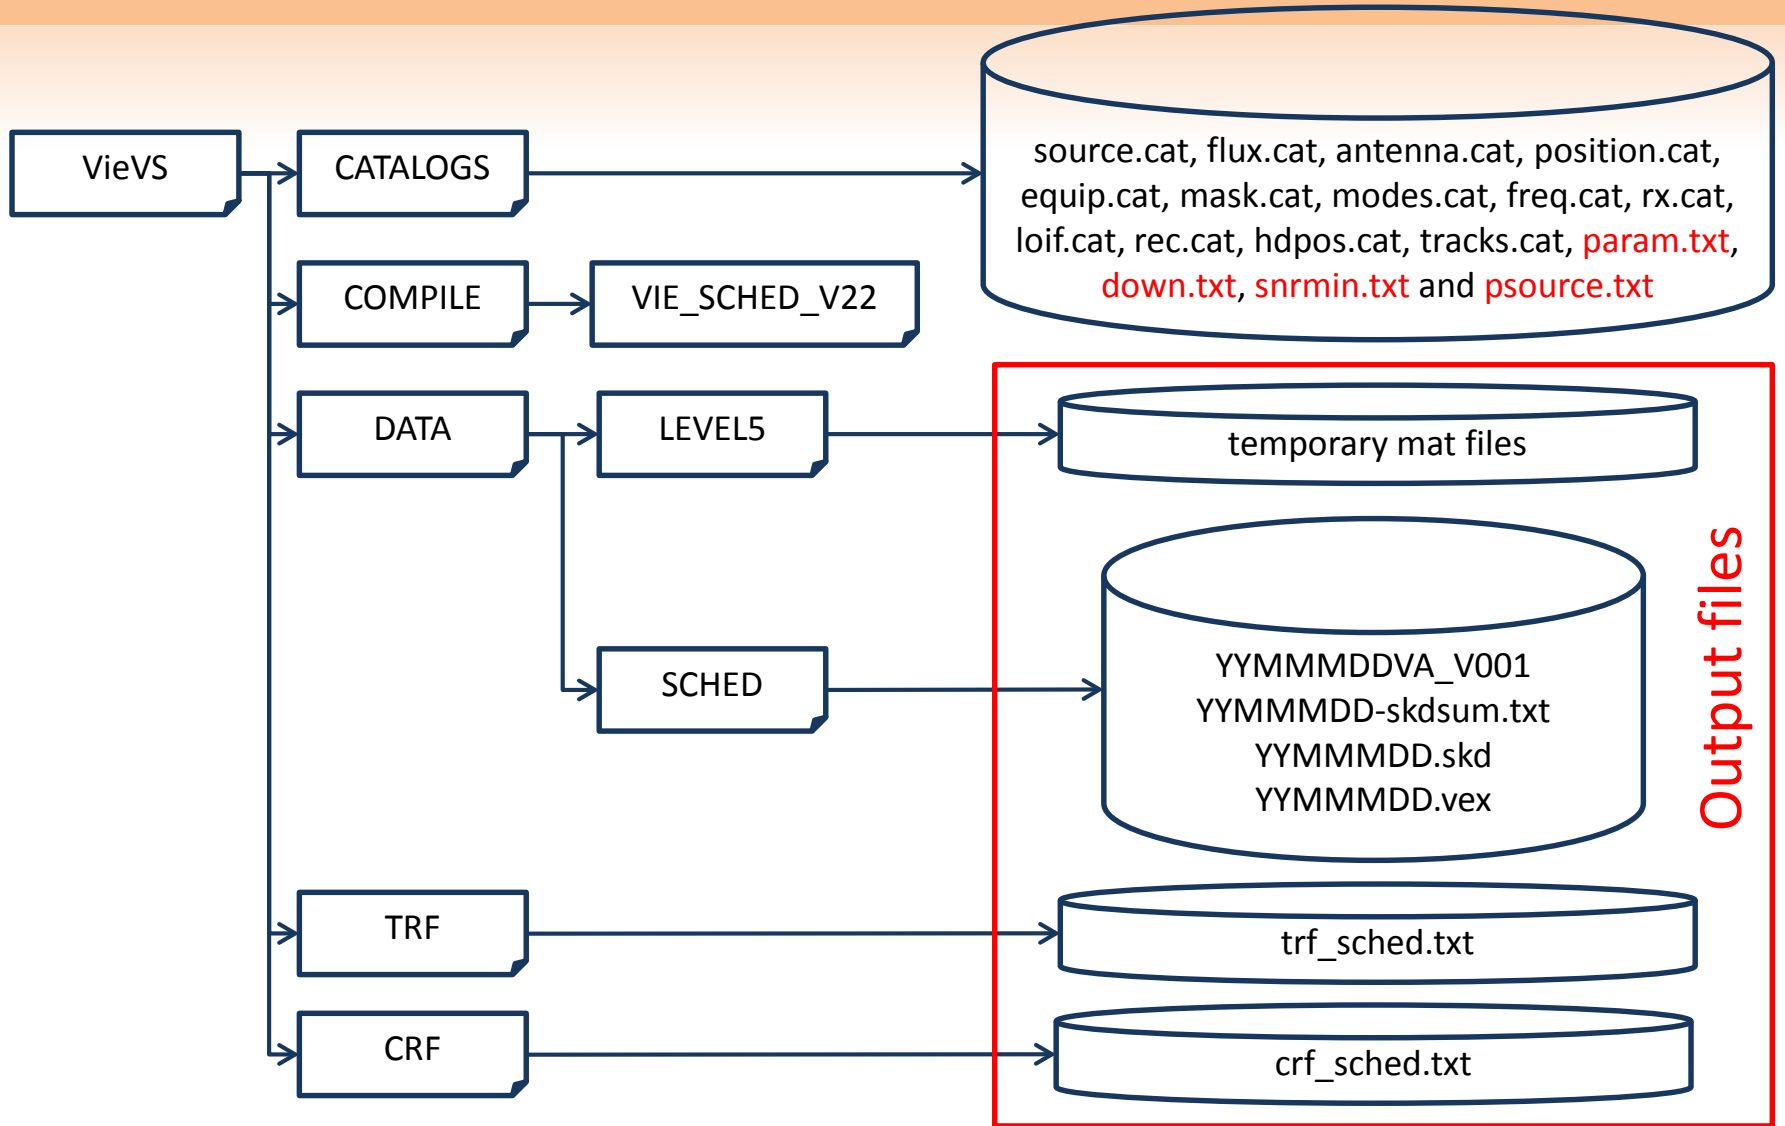 VieVS
CATALOGS
source.cat, flux.cat, antenna.cat, position.cat,
equip.cat, mask.cat, modes.cat, freq.cat, rx.cat,
loif.cat, rec.cat, hdpos.cat, tracks.cat, param.txt,
down.txt, snrmin.txt and psource.txt
COMPILE
VIE_SCHED_V22
DATA
LEVEL5
temporary mat files
SCHED
YYMMMDDVA_V001
YYMMMDD-skdsum.txt
YYMMMDD.skd
YYMMMDD.vex
Output files
TRF
trf_sched.txt
CRF
crf_sched.txt